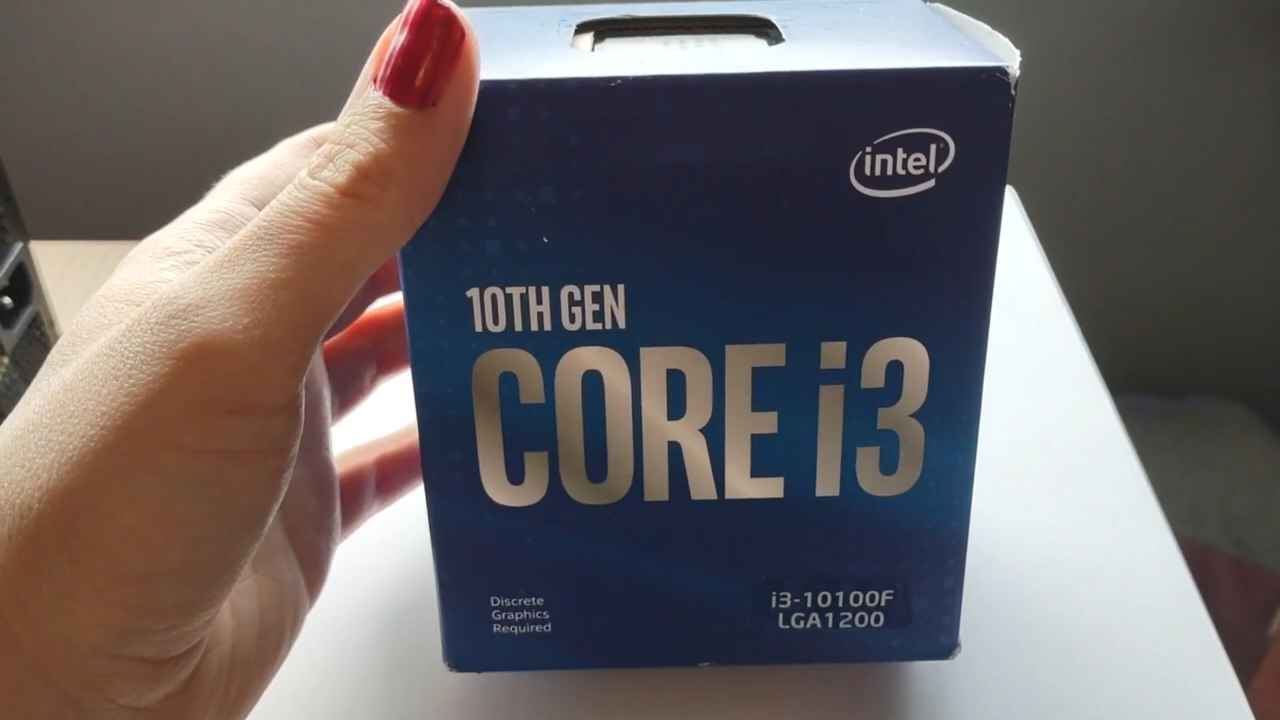 intel
10TH GEN
CORE i3
Discrete
Graphics
Required
i3-10100F
LGA1200